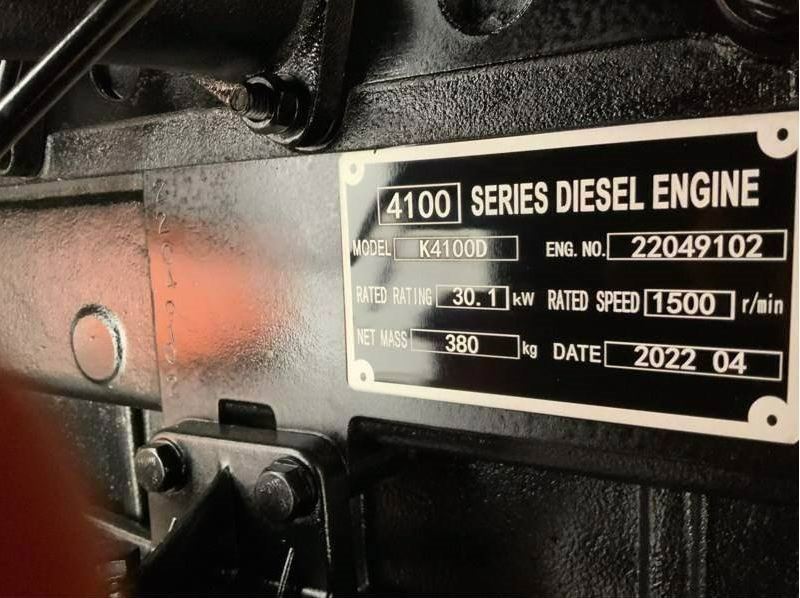 4100 SERIES DIESEL ENGINE
MODEL K4100D ENG. NO. 22049102
RATED RATING 30.1 kW RATED SPEED 1500 r/min
NET MASS 380 kg DATE 2022 04